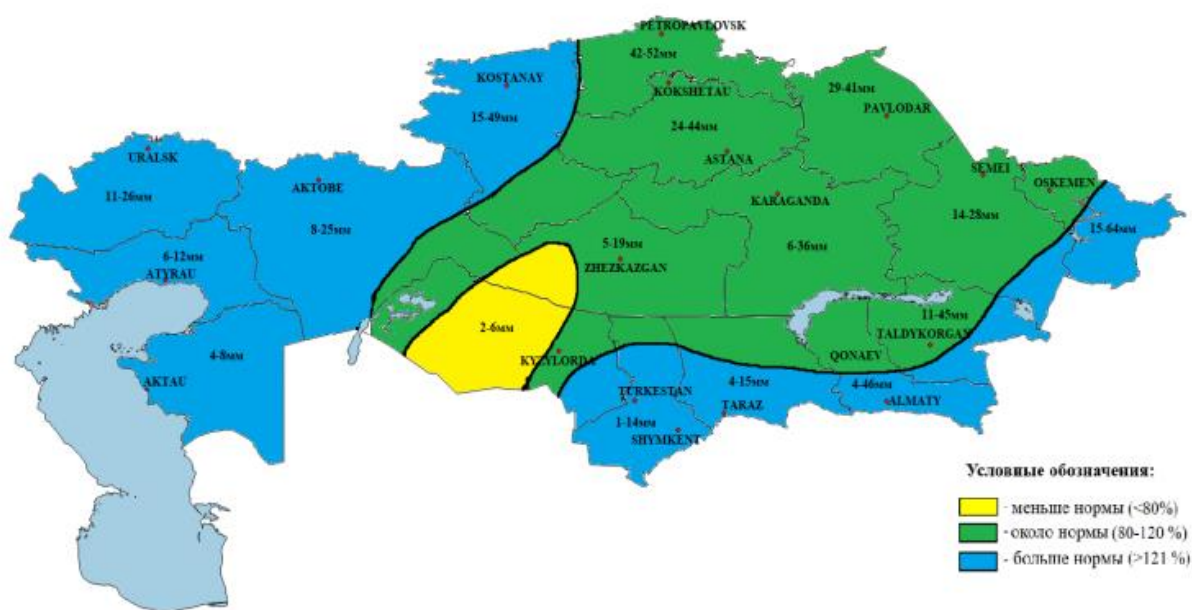 PETROPAVLOVSK
42-52мм
KOSTANAY
KOKSHETAU
29-41мм
PAVLODAR
15-49мм
24-44мм
URALSK
ASTANA
AKTOBE
SEMEI
OSKEMEN
11-26мм
KARAGANDA
14-28мм
8-25мм
15-64мм
6-12мм
5-19мм
6-36мм
ATYRAU
ZHEZKAZGAN
11-45мм
2-6мм
TALDYKORGAN
4-8мм
KYZYLORDA
QONAEV
AKTAU
TURKESTAN
4-15мм
4-46мм
TARAZ
ALMATY
1-14мм
SHYMKENT
Условные обозначения:
- меньше нормы (<80%)
- около нормы (80-120 %)
- больше нормы (>121 %)